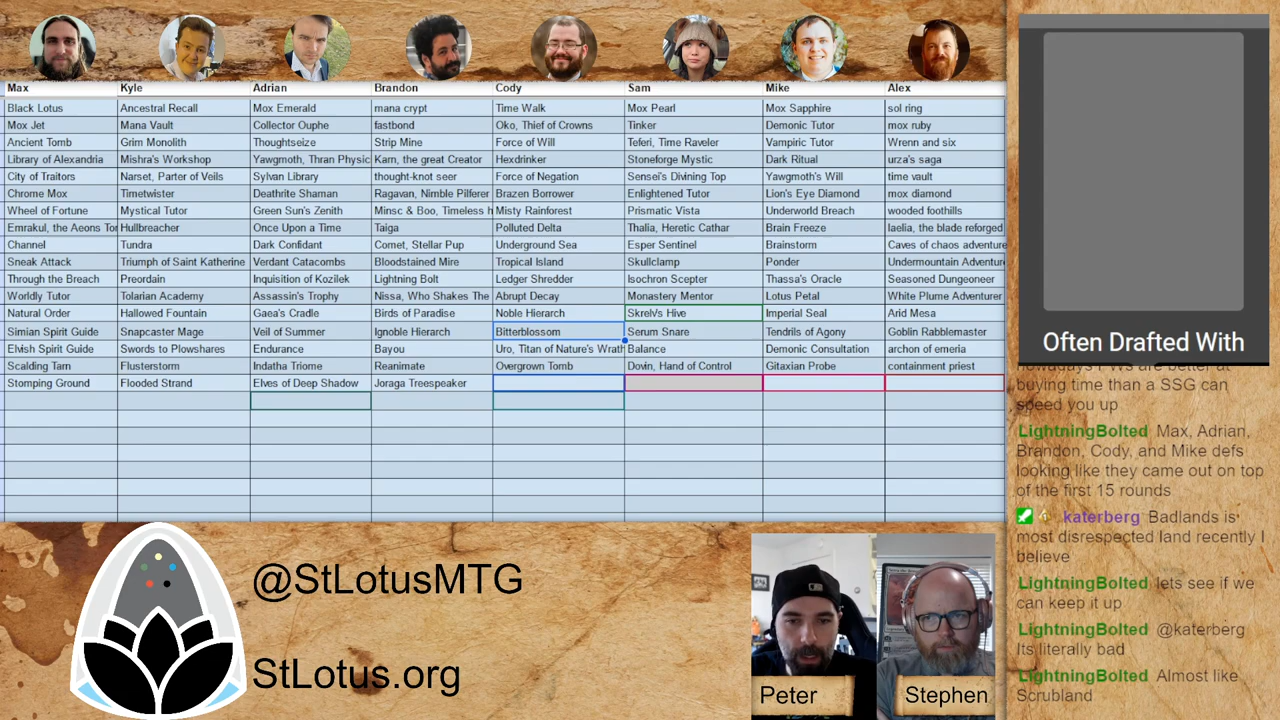 Max Kyle Adrian Brandon Cody Sam Mike Alex
Black Lotus Ancestral Recall Mox Emerald mana crypt Time Walk Mox Pearl Mox Sapphire sol ring
Mox Jet Mana Vault Collector Ouphe fastbond Oko, Thief of Crowns Tinker Demonic Tutor mox ruby
Ancient Tomb Grim Monolith Thoughtseize Strip Mine Force of Will Teferi, Time Raveler Vampiric Tutor Wrenn and six
Library of Alexandria Mishra's Workshop Yawgmoth, Thran Physic Karn, the great Creator Hexdrinker Stoneforge Mystic Dark Ritual urza's saga
City of Traitors Narset, Parter of Veils Sylvan Library thought-knot seer Force of Negation Sensei's Divining Top Yawgmoth's Will time vault
Chrome Mox Timetwister Deathrite Shaman Ragavan, Nimble Pilferer Brazen Borrower Enlightened Tutor Lion's Eye Diamond mox diamond
Wheel of Fortune Mystical Tutor Green Sun's Zenith Minsc & Boo, Timeless h Misty Rainforest Prismatic Vista Underworld Breach wooded foothills
Emrakul, the Aeons Tor Hullbreacher Once Upon a Time Taiga Polluted Delta Thalia, Heretic Cathar Brain Freeze laelia, the blade reforged
Channel Tundra Dark Confidant Comet, Stellar Pup Underground Sea Esper Sentinel Brainstorm Caves of chaos adventure
Sneak Attack Triumph of Saint Katherine Verdant Catacombs Bloodstained Mire Tropical Island Skullclamp Ponder Undermountain Adventure
Through the Breach Preordain Inquisition of Kozilek Lightning Bolt Ledger Shredder Isochron Scepter Thassa's Oracle Seasoned Dungeoneer
Worldly Tutor Tolarian Academy Assassin's Trophy Nissa, Who Shakes The Abrupt Decay Monastery Mentor Lotus Petal White Plume Adventurer
Natural Order Hallowed Fountain Gaea's Cradle Birds of Paradise Noble Hierarch Skrelv's Hive Imperial Seal Arid Mesa
Simian Spirit Guide Snapcaster Mage Veil of Summer Ignoble Hierarch Bitterblossom Serum Snare Tendrils of Agony Goblin Rabblemaster
Elvish Spirit Guide Swords to Plowshares Endurance Bayou Uro, Titan of Nature's Wrath Balance Demonic Consultation archon of emeria
Scalding Tarn Flusterstorm Indatha Triome Reanimate Overgrown Tomb Dovin, Hand of Control Gitaxian Probe containment priest
Stomping Ground Flooded Strand Elves of Deep Shadow Joraga Treespeaker
Often Drafted With
nowadays PWs are better at
buying time than a SSG can
speed you up
LightningBolted Max, Adrian,
Brandon, Cody, and Mike defs
looking like they came out on top
of the first 15 rounds
katerberg Badlands is
most disrespected land recently I
believe
LightningBolted lets see if we
can keep it up
LightningBolted @katerberg
Its literally bad
LightningBolted Almost like
Scrubland
@StLotusMTG
StLotus.org
Peter
Stephen